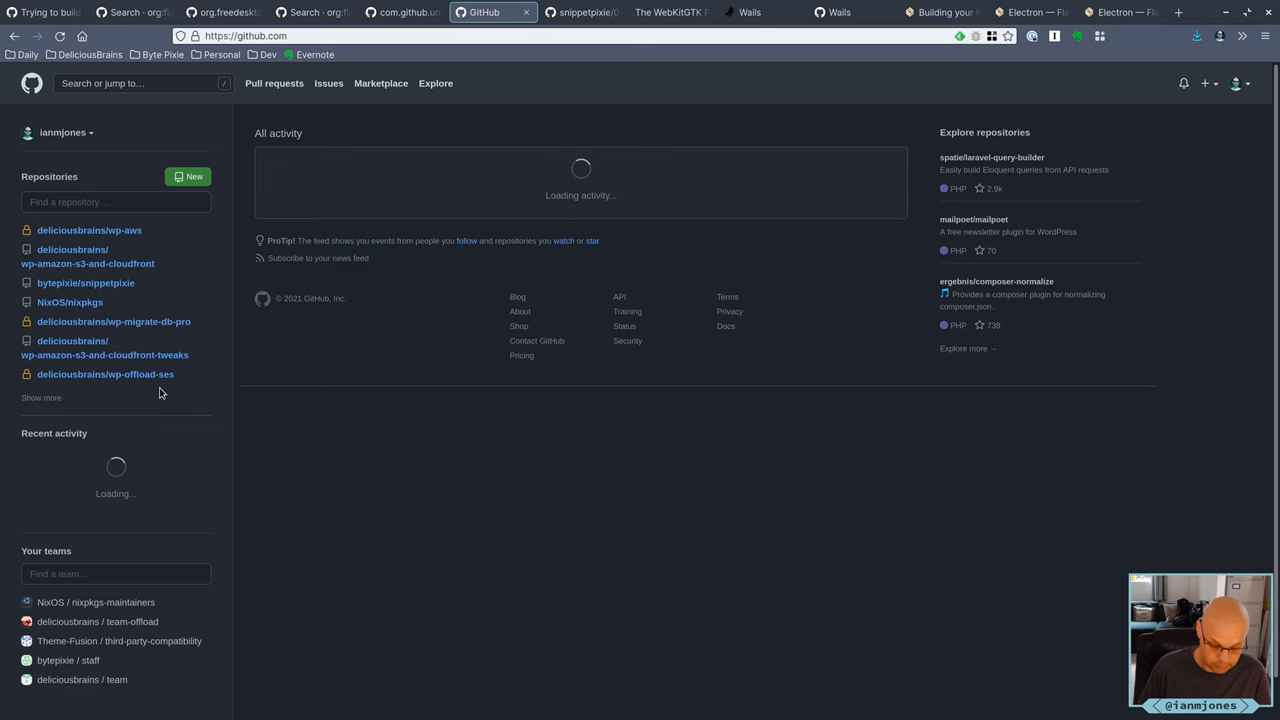 Trying to build
Search · org:fl
org.freedeskto
Search · org:fl
com.github.un
GitHub
snippetpixie/0
The WebKitGTK P
Wails
Wails
Building your f
Electron — Fla
Electron — Fla
https://github.com
Daily
DeliciousBrains
Byte Pixie
Personal
Dev
Evernote
Search or jump to…
/
Pull requests
Issues
Marketplace
Explore
ianmjones
Repositories
New
Find a repository…
deliciousbrains/wp-aws
deliciousbrains/
wp-amazon-s3-and-cloudfront
bytepixie/snippetpixie
NixOS/nixpkgs
deliciousbrains/wp-migrate-db-pro
deliciousbrains/
wp-amazon-s3-and-cloudfront-tweaks
deliciousbrains/wp-offload-ses
Show more
Recent activity
Loading...
Your teams
Find a team…
NixOS / nixpkgs-maintainers
deliciousbrains / team-offload
Theme-Fusion / third-party-compatibility
bytepixie / staff
deliciousbrains / team
All activity
Loading activity...
ProTip! The feed shows you events from people you follow and repositories you watch or star.
Subscribe to your news feed
© 2021 GitHub, Inc.
Blog
About
Shop
Contact GitHub
Pricing
API
Training
Status
Security
Terms
Privacy
Docs
Explore repositories
spatie/laravel-query-builder
Easily build Eloquent queries from API requests
PHP 2.9k
mailpoet/mailpoet
A free newsletter plugin for WordPress
PHP 70
ergebnis/composer-normalize
Provides a composer plugin for normalizing
composer.json.
PHP 738
Explore more →
@ianmjones